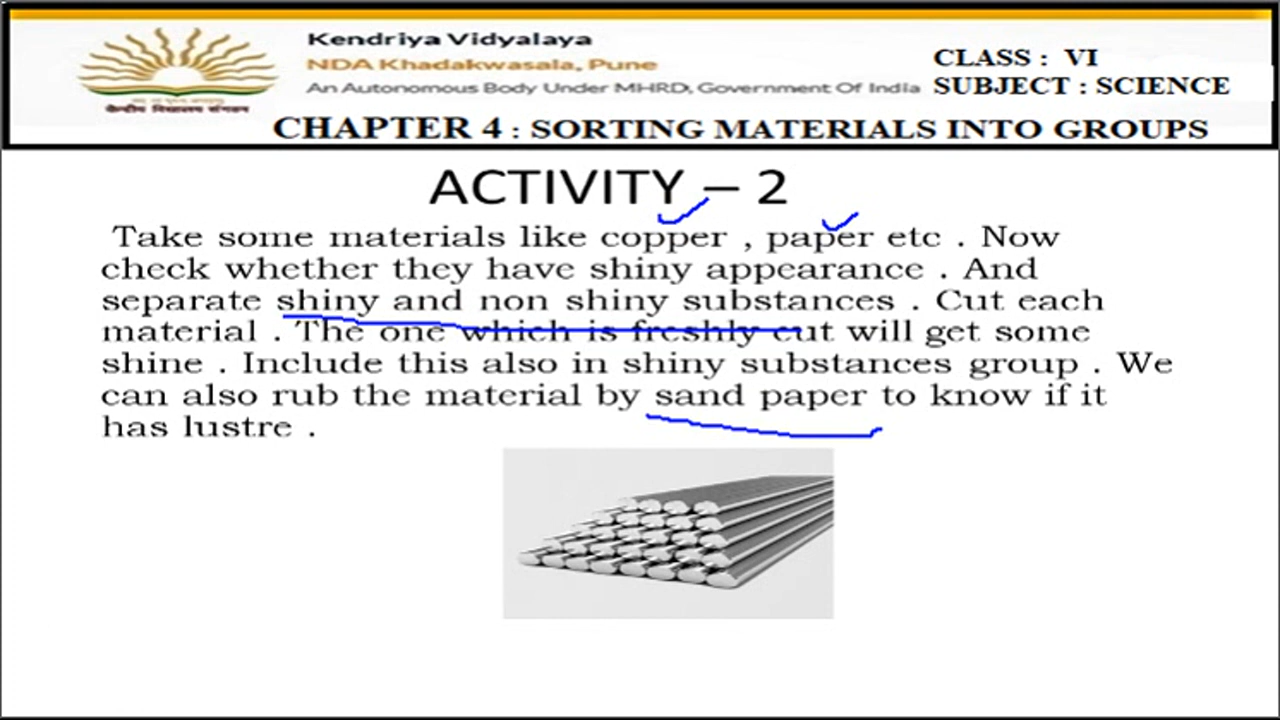 Kendriya Vidyalaya
NDA Khadakwasala, Pune
An Autonomous Body Under MHRD, Government Of India
केन्द्रीय विद्यालय संगठन
CLASS : VI
SUBJECT : SCIENCE
CHAPTER 4 : SORTING MATERIALS INTO GROUPS
ACTIVITY – 2
Take some materials like copper , paper etc . Now
check whether they have shiny appearance . And
separate shiny and non shiny substances . Cut each
material . The one which is freshly cut will get some
shine . Include this also in shiny substances group . We
can also rub the material by sand paper to know if it
has lustre .